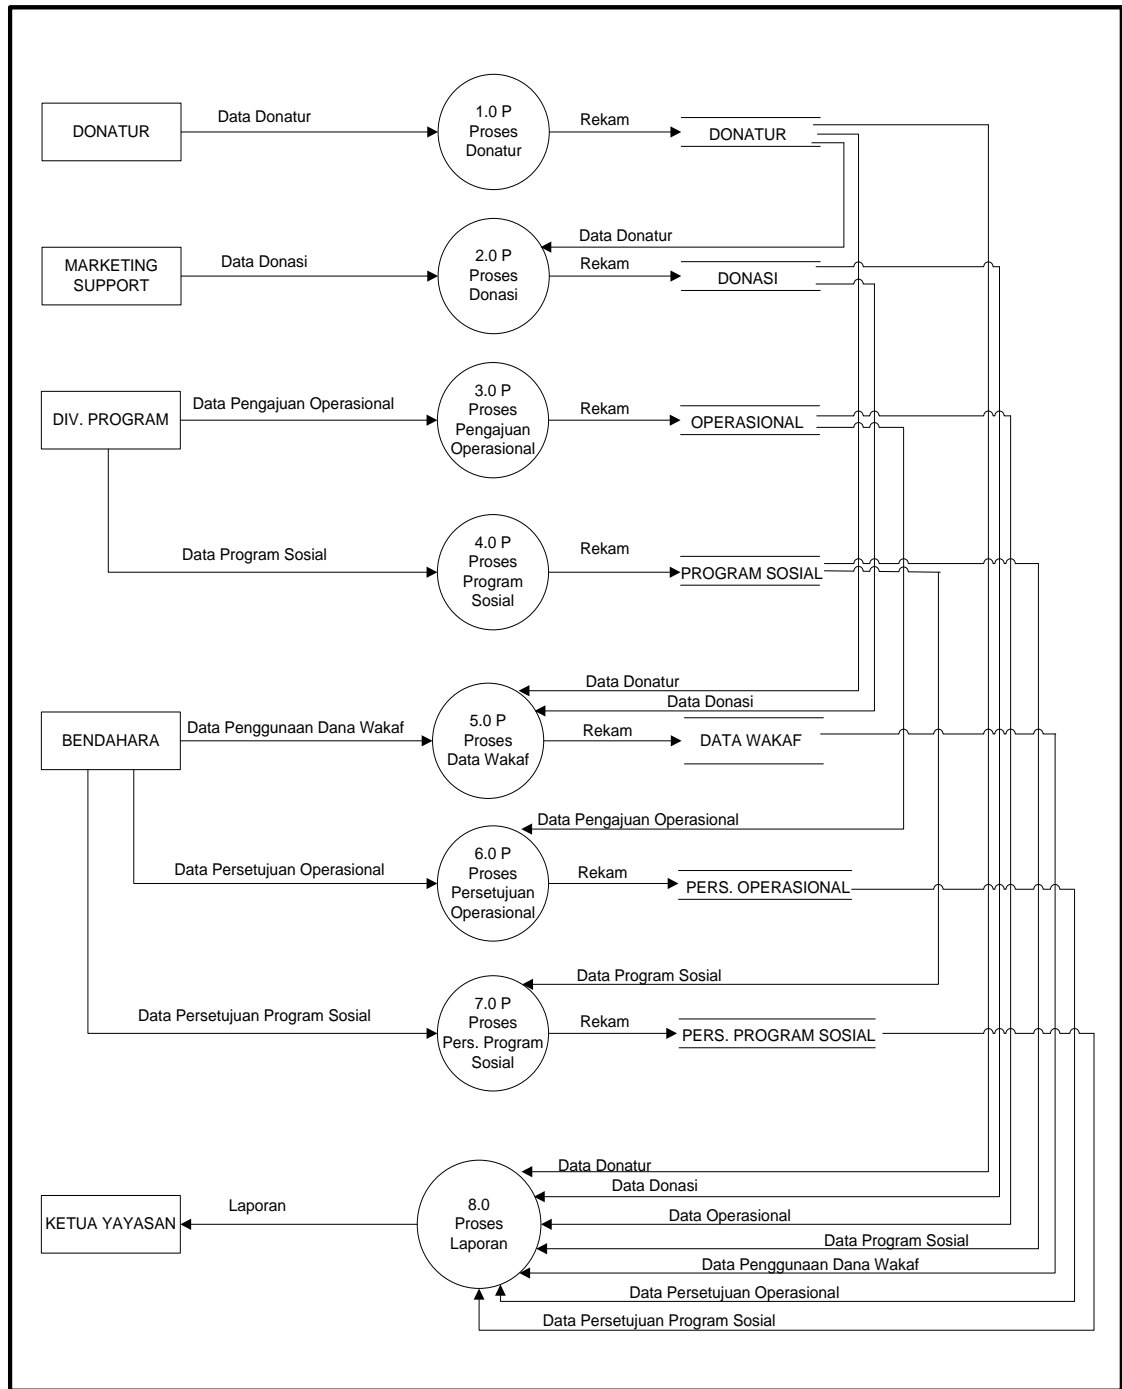 DONATUR
Data Donatur
1.0 P
Proses
Donatur
Rekam
DONATUR
Data Donatur
MARKETING
SUPPORT
Data Donasi
2.0 P
Proses
Donasi
Rekam
DONASI
DIV. PROGRAM
Data Pengajuan Operasional
3.0 P
Proses
Pengajuan
Operasional
Rekam
OPERASIONAL
Data Program Sosial
4.0 P
Proses
Program
Sosial
Rekam
PROGRAM SOSIAL
Data Donatur
Data Donasi
BENDAHARA
Data Penggunaan Dana Wakaf
5.0 P
Proses
Data Wakaf
Rekam
DATA WAKAF
Data Pengajuan Operasional
Data Persetujuan Operasional
6.0 P
Proses
Persetujuan
Operasional
Rekam
PERS. OPERASIONAL
Data Program Sosial
Data Persetujuan Program Sosial
7.0 P
Proses
Pers. Program
Sosial
Rekam
PERS. PROGRAM SOSIAL
Data Donatur
Data Donasi
KETUA YAYASAN
Laporan
8.0
Proses
Laporan
Data Operasional
Data Program Sosial
Data Penggunaan Dana Wakaf
Data Persetujuan Operasional
Data Persetujuan Program Sosial